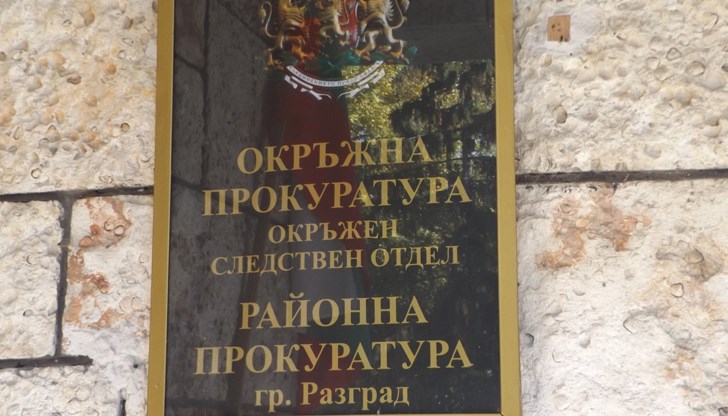 ОКРЪЖНА
ПРОКУРАТУРА
ОКРЪЖЕН
СЛЕДСТВЕН ОТДЕЛ
РАЙОННА
ПРОКУРАТУРА
гр. Разград